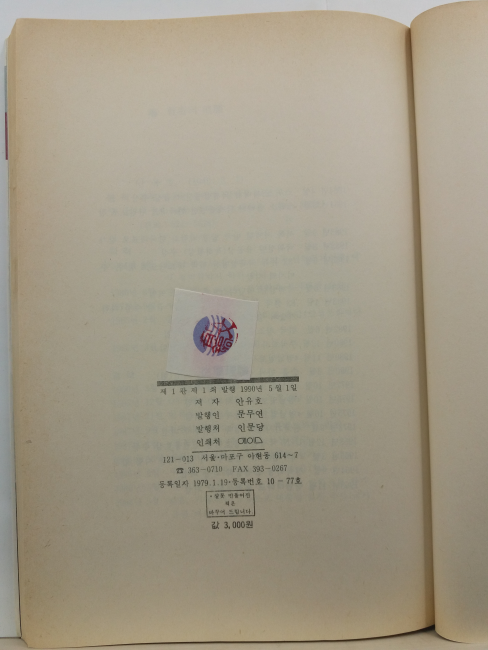 제 1 판 제 1 쇄 발행 1990년 5월 1일
저 자 안유호
발행인 문무연
발행처 인문당
인쇄처
121-013 서울·마포구 아현동 614~7
☎ 363-0710 FAX 393-0267
등록일자 1979.1.19·등록번호 10-77호
·잘못 만들어진
책은
바꾸어 드립니다
값 3,000원